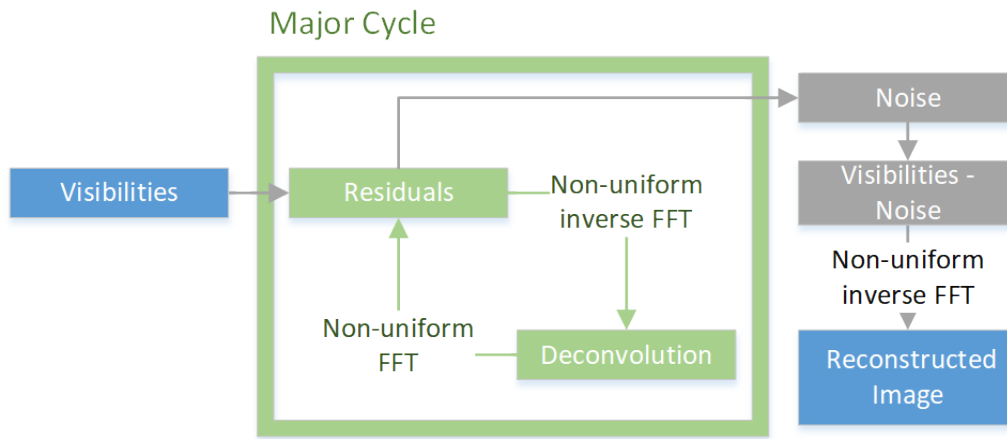 Major Cycle
Noise
Visibilities
Residuals
Non-uniform
inverse FFT
Visibilities -
Noise
Non-uniform
inverse FFT
Non-uniform
FFT
Deconvolution
Reconstructed
Image